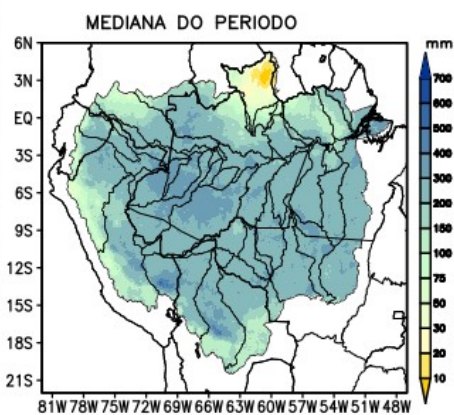 MEDIANA DO PERIODO
6N
3N
EQ
3S
6S
9S
12S
15S
18S
21S
81W 78W 75W 72W 69W 66W 63W 60W 57W 54W 51W 48W
mm
700
600
500
400
300
200
150
100
75
50
30
20
10